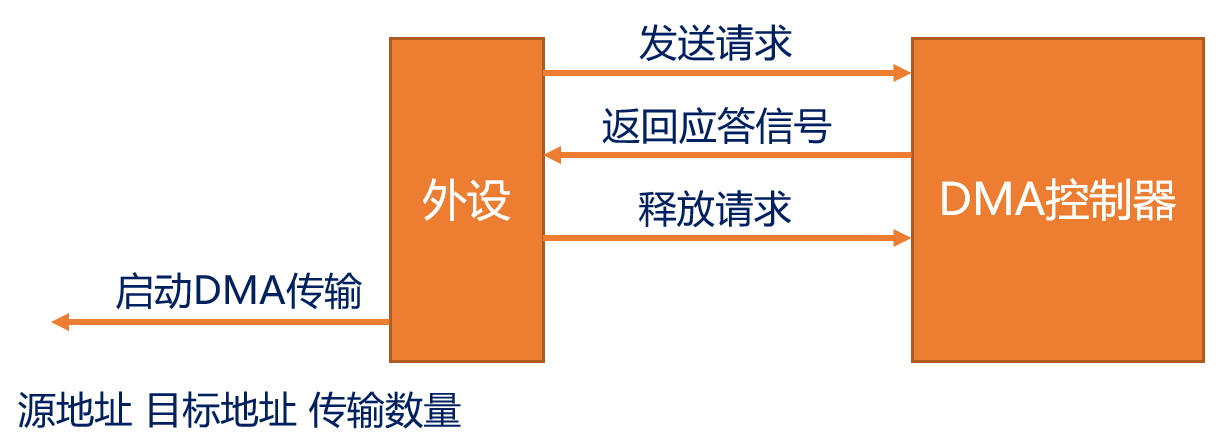 发送请求
返回应答信号
外设
DMA控制器
释放请求
启动DMA传输
源地址 目标地址 传输数量